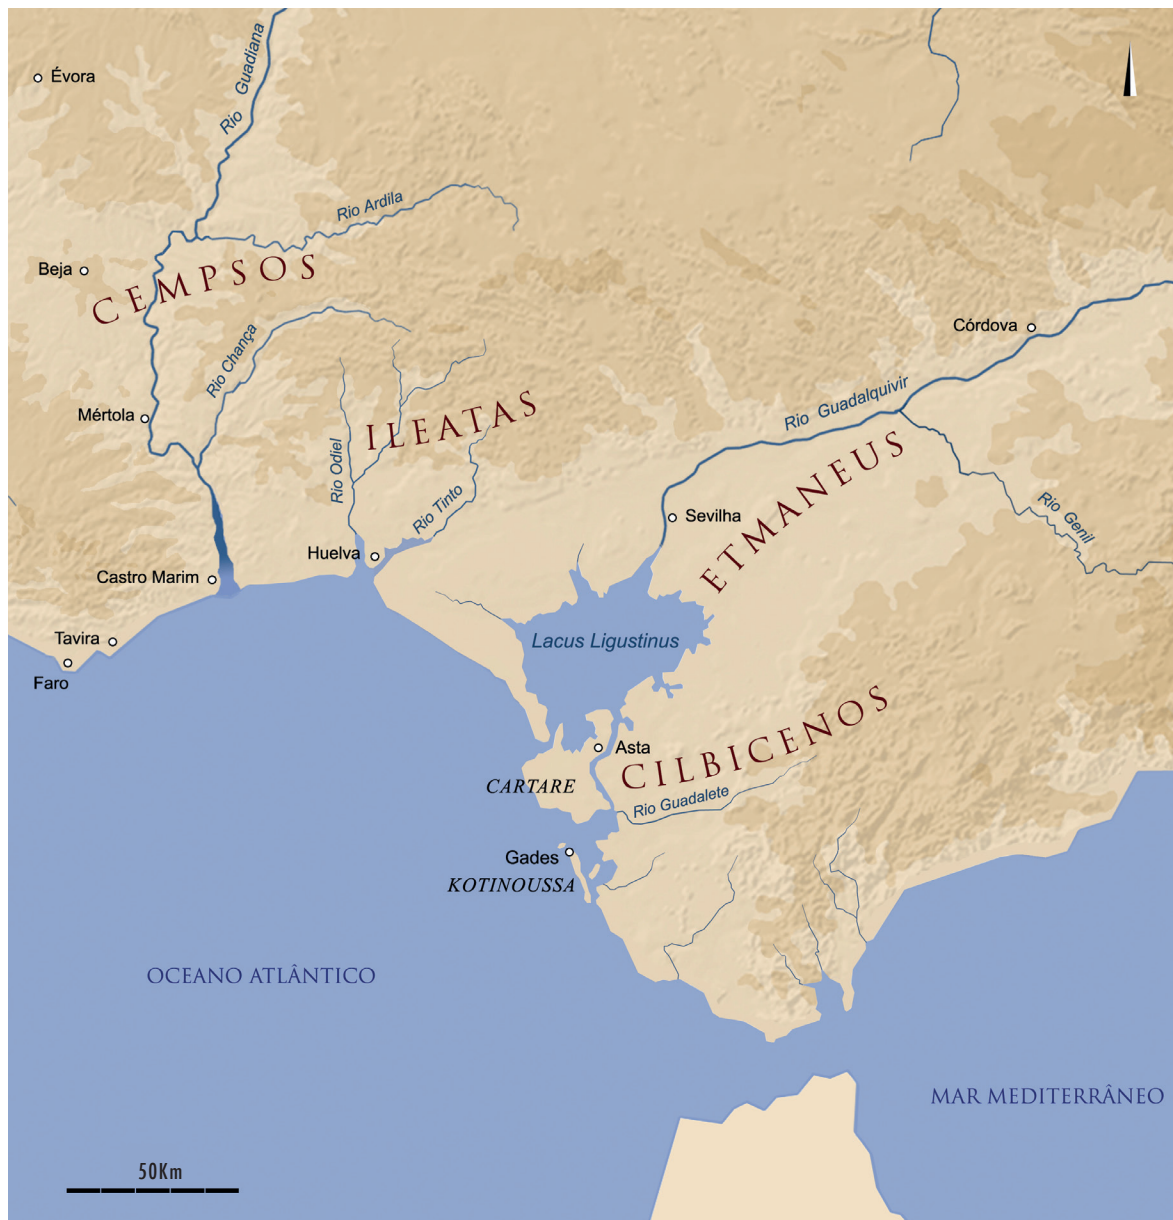 Évora
Rio Guadiana
Rio Ardila
Beja
CEMPSOS
Rio Chança
Córdova
Mértola
ILEATAS
Rio Guadalquivir
Rio Odiel
Rio Tinto
Sevilha
ETMANEUS
Rio Genil
Huelva
Castro Marim
Tavira
Lacus Ligustinus
Faro
Asta
CILBICENOS
CARTARE
Rio Guadalete
Gades
KOTINOUSSA
OCEANO ATLÂNTICO
MAR MEDITERRÂNEO
50Km